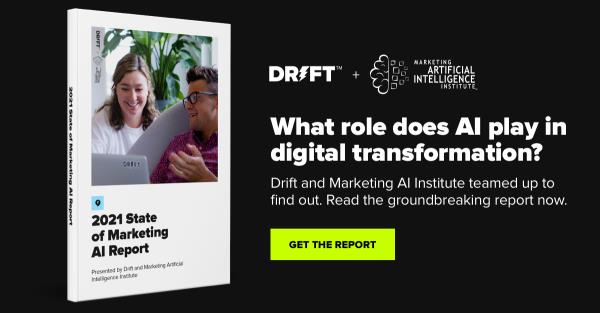 2021 State of Marketing AI Report
DRIFT
DRIFT
2021 State
of Marketing
AI Report
Presented by Drift and Marketing Artificial
Intelligence Institute
DRIFT™ + MARKETING
ARTIFICIAL
INTELLIGENCE
INSTITUTE
What role does AI play in
digital transformation?
Drift and Marketing AI Institute teamed up to
find out. Read the groundbreaking report now.
GET THE REPORT